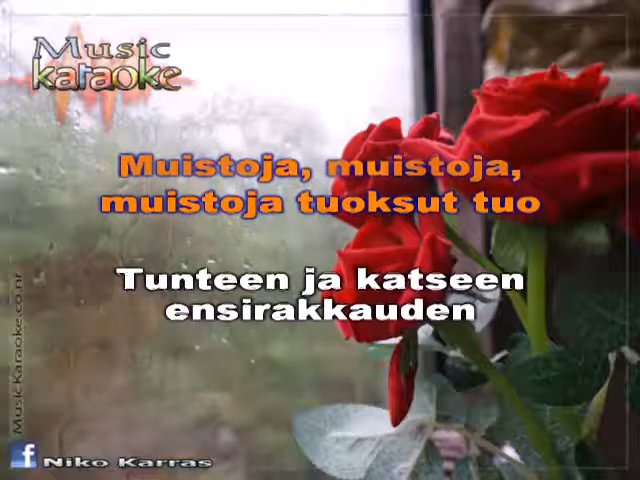 Music
karaoke
Muistoja, muistoja,
muistoja tuoksut tuo
Tunteen ja katseen
ensirakkauden
MusicKaraoke.co.nr
f Niko Karras